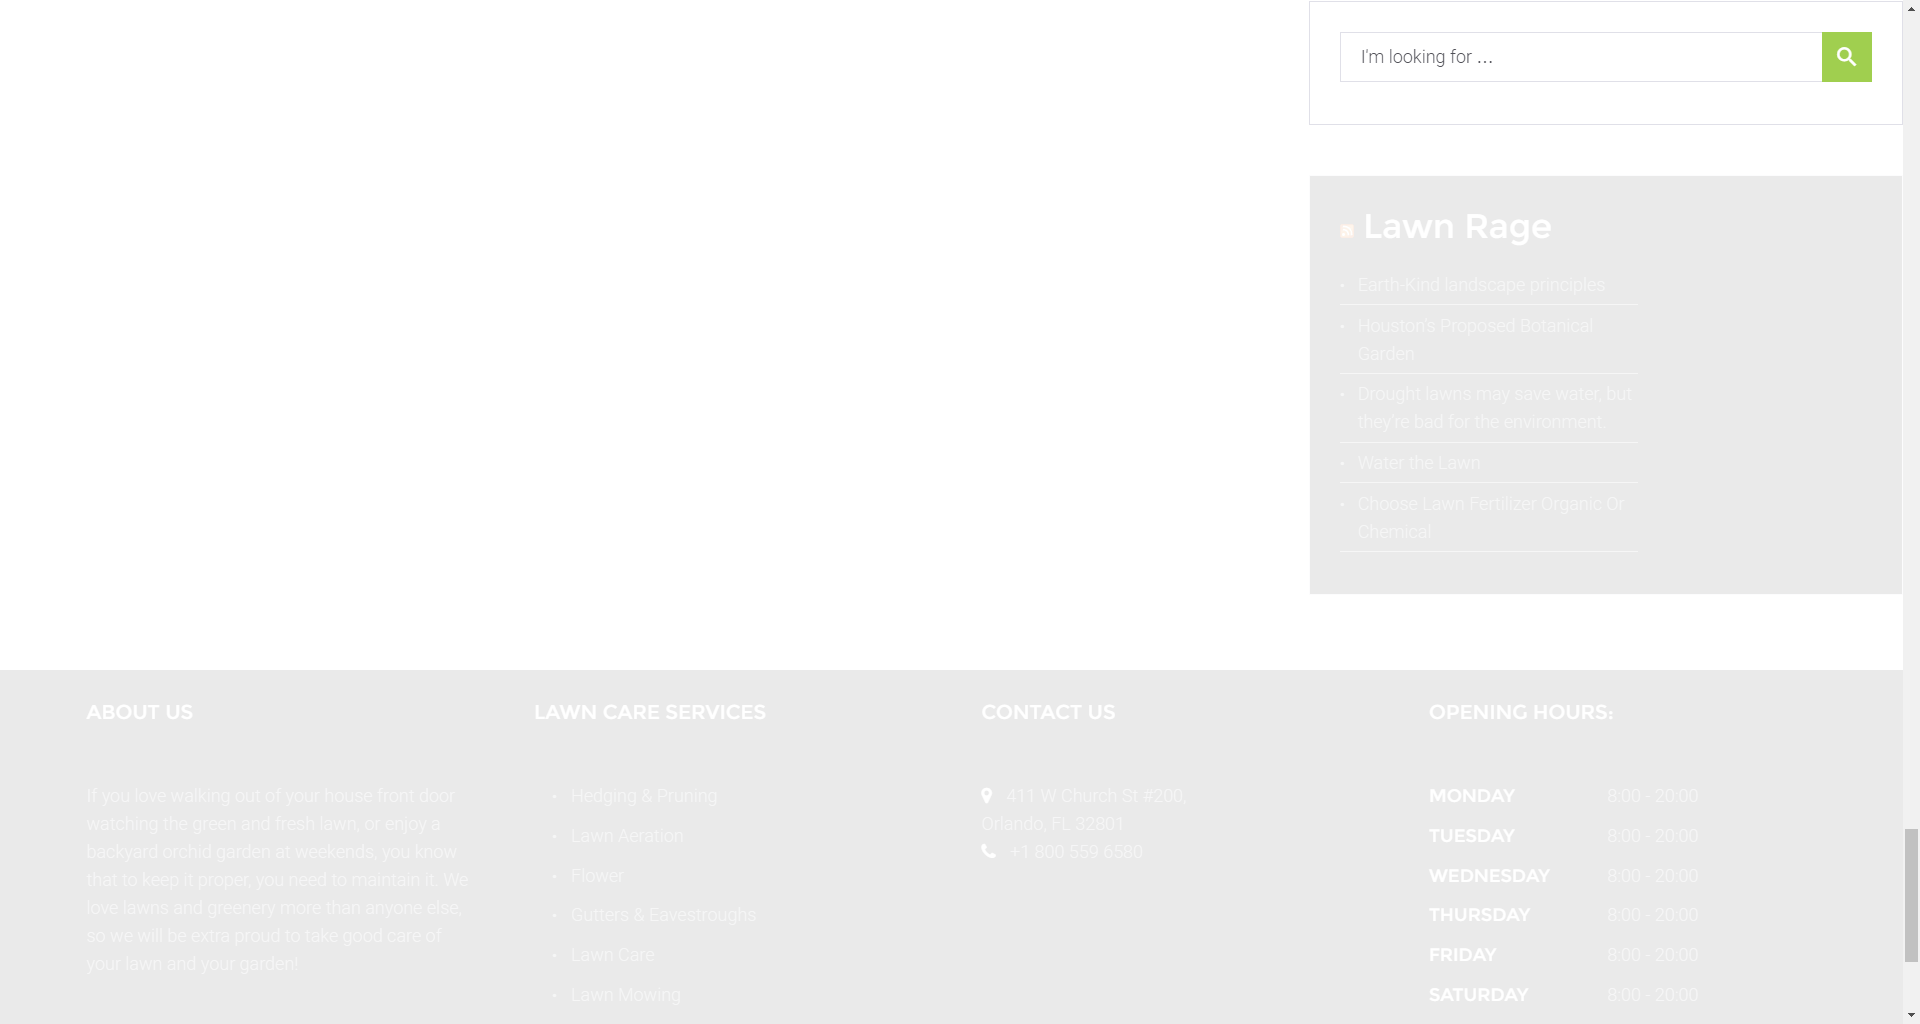 I'm looking for …
Lawn Rage
Earth-Kind landscape principles
Houston's Proposed Botanical
Garden
Drought lawns may save water, but
they're bad for the environment.
Water the Lawn
Choose Lawn Fertilizer Organic Or
Chemical
ABOUT US
If you love walking out of your house front door
watching the green and fresh lawn, or enjoy a
backyard orchid garden at weekends, you know
that to keep it proper, you need to maintain it. We
love lawns and greenery more than anyone else,
so we will be extra proud to take good care of
your lawn and your garden!
LAWN CARE SERVICES
Hedging & Pruning
Lawn Aeration
Flower
Gutters & Eavestroughs
Lawn Care
Lawn Mowing
CONTACT US
411 W Church St #200,
Orlando, FL 32801
+1 800 559 6580
OPENING HOURS:
MONDAY 8:00 - 20:00
TUESDAY 8:00 - 20:00
WEDNESDAY 8:00 - 20:00
THURSDAY 8:00 - 20:00
FRIDAY 8:00 - 20:00
SATURDAY 8:00 - 20:00